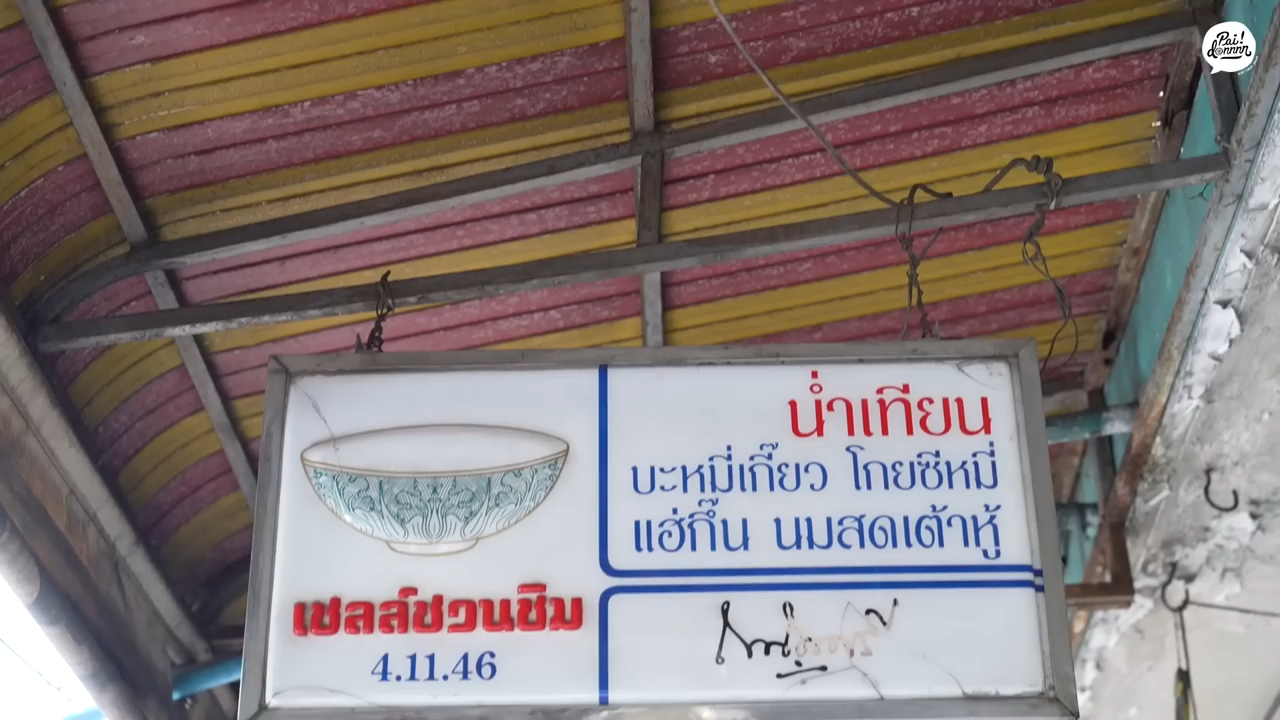 Pai!
donnnn
น่ำเทียน
บะหมี่เกี๊ยว โกยซีหมี่
แฮ่กึ๊น นมสดเต้าหู้
เชลล์ชวนชิม
4.11.46